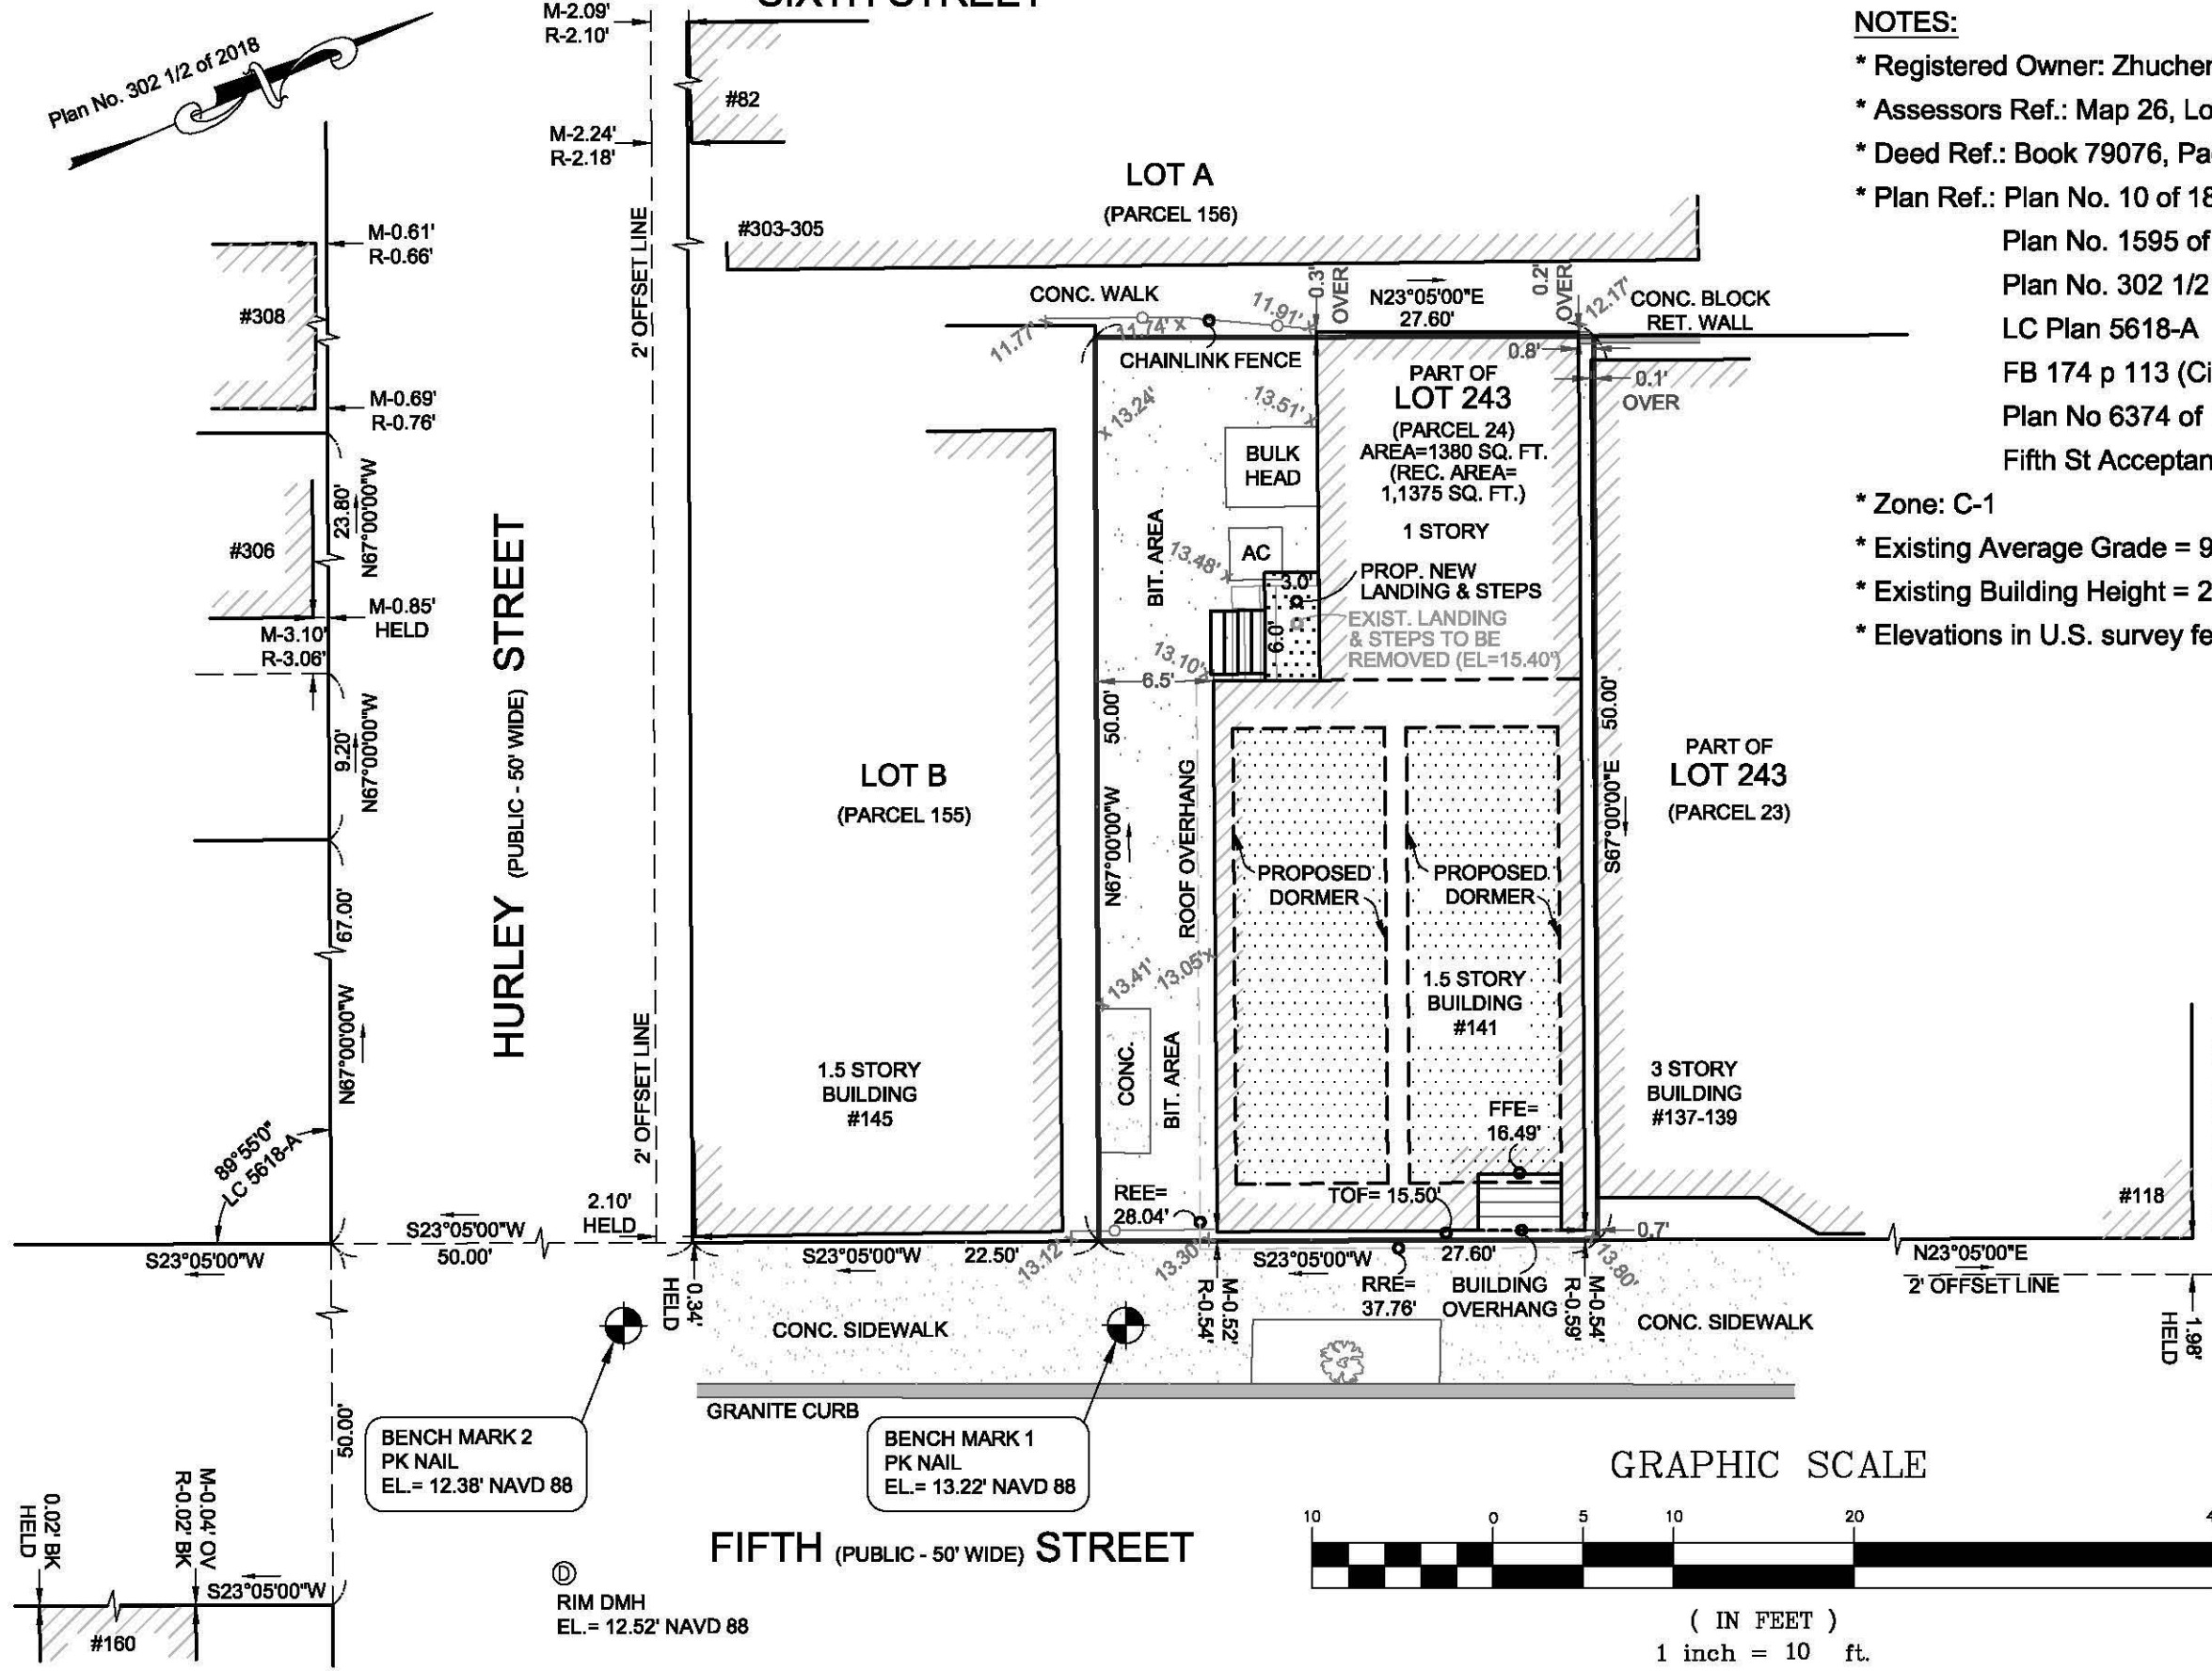 SIXTH STREET
Plan No. 302 1/2 of 2018
M-2.09'
R-2.10'
#82
M-2.24'
R-2.18'
LOT A
(PARCEL 156)
#303-305
2' OFFSET LINE
M-0.61'
R-0.66'
#308
M-0.69'
R-0.76'
23.80'
N67°00'00"W
#306
M-0.85'
HELD
M-3.10'
R-3.06'
9.20'
N67°00'00"W
67.00'
N67°00'00"W
HURLEY (PUBLIC - 50' WIDE) STREET
CONC. WALK
11.77'
11.74' x
11.91'
0.3'
OVER
N23°05'00"E
27.60'
0.2'
OVER
12.17'
CONC. BLOCK
RET. WALL
CHAINLINK FENCE
0.8'
0.1'
OVER
13.24'
13.51'
PART OF
LOT 243
(PARCEL 24)
AREA=1380 SQ. FT.
(REC. AREA=
1,1375 SQ. FT.)
1 STORY
BULK
HEAD
AC
BIT. AREA
13.48'
3.0'
6.0'
PROP. NEW
LANDING & STEPS
EXIST. LANDING
& STEPS TO BE
REMOVED (EL=15.40')
13.10'
6.5'
50.00'
N67°00'00"W
ROOF OVERHANG
50.00'
S67°00'00"E
PART OF
LOT 243
(PARCEL 23)
LOT B
(PARCEL 155)
PROPOSED
DORMER
PROPOSED
DORMER
13.41'
13.05'
1.5 STORY
BUILDING
#141
CONC.
BIT. AREA
1.5 STORY
BUILDING
#145
3 STORY
BUILDING
#137-139
FFE=
16.49'
2' OFFSET LINE
REE=
28.04'
TOF= 15.50'
#118
89°55'0"
LC 5618-A
2.10'
HELD
S23°05'00"W
S23°05'00"W
50.00'
S23°05'00"W
22.50'
13.12'
13.30'
S23°05'00"W
27.60'
0.7'
13.80'
N23°05'00"E
2' OFFSET LINE
0.34'
HELD
M-0.52'
R-0.54'
RRE=
37.76'
BUILDING
OVERHANG
M-0.54'
R-0.59'
1.98'
HELD
CONC. SIDEWALK
CONC. SIDEWALK
GRANITE CURB
50.00'
BENCH MARK 2
PK NAIL
EL.= 12.38' NAVD 88
BENCH MARK 1
PK NAIL
EL.= 13.22' NAVD 88
FIFTH (PUBLIC - 50' WIDE) STREET
0.02' BK
HELD
M-0.04' OV
R-0.02' BK
S23°05'00"W
#160
D
RIM DMH
EL.= 12.52' NAVD 88
GRAPHIC SCALE
10 0 5 10 20 4
( IN FEET )
1 inch = 10 ft.
NOTES:
* Registered Owner: Zhucher
* Assessors Ref.: Map 26, Lo
* Deed Ref.: Book 79076, Pa
* Plan Ref.: Plan No. 10 of 18
Plan No. 1595 of
Plan No. 302 1/2
LC Plan 5618-A
FB 174 p 113 (Ci
Plan No 6374 of
Fifth St Acceptan
* Zone: C-1
* Existing Average Grade = 9
* Existing Building Height = 2
* Elevations in U.S. survey fe